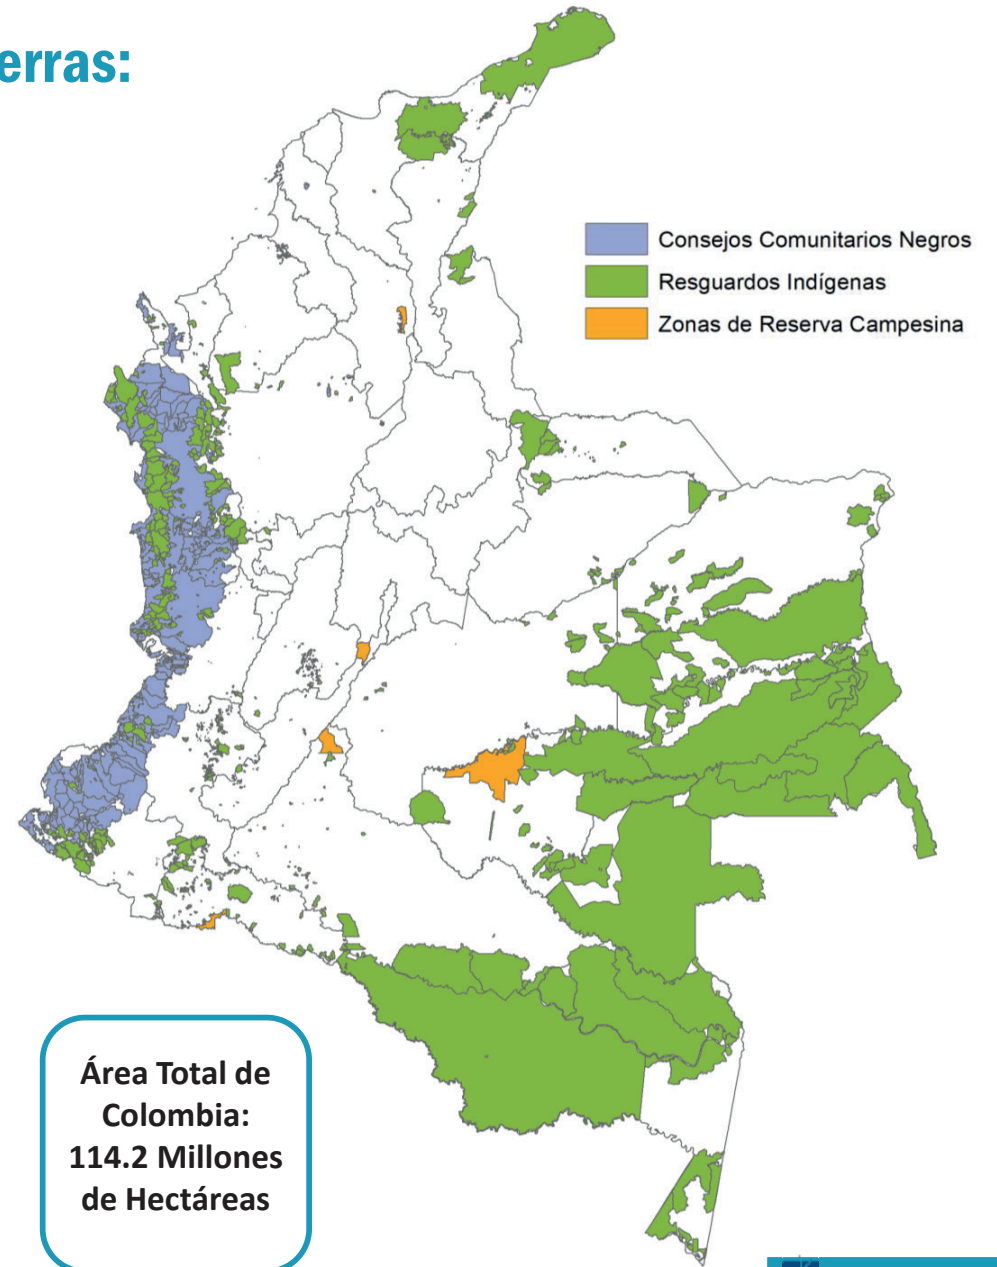 erras:
Consejos Comunitarios Negros
Resguardos Indígenas
Zonas de Reserva Campesina
Área Total de
Colombia:
114.2 Millones
de Hectáreas